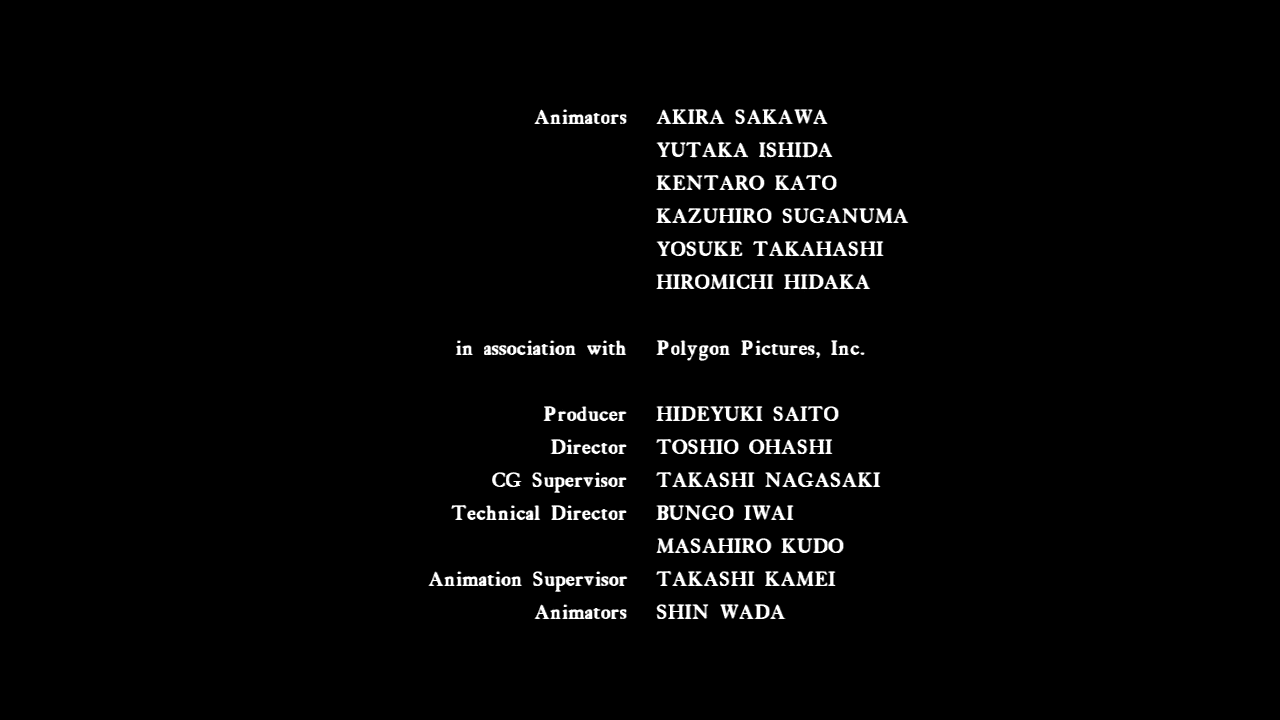 Animators AKIRA SAKAWA
YUTAKA ISHIDA
KENTARO KATO
KAZUHIRO SUGANUMA
YOSUKE TAKAHASHI
HIROMICHI HIDAKA
in association with Polygon Pictures, Inc.
Producer HIDEYUKI SAITO
Director TOSHIO OHASHI
CG Supervisor TAKASHI NAGASAKI
Technical Director BUNGO IWAI
MASAHIRO KUDO
Animation Supervisor TAKASHI KAMEI
Animators SHIN WADA